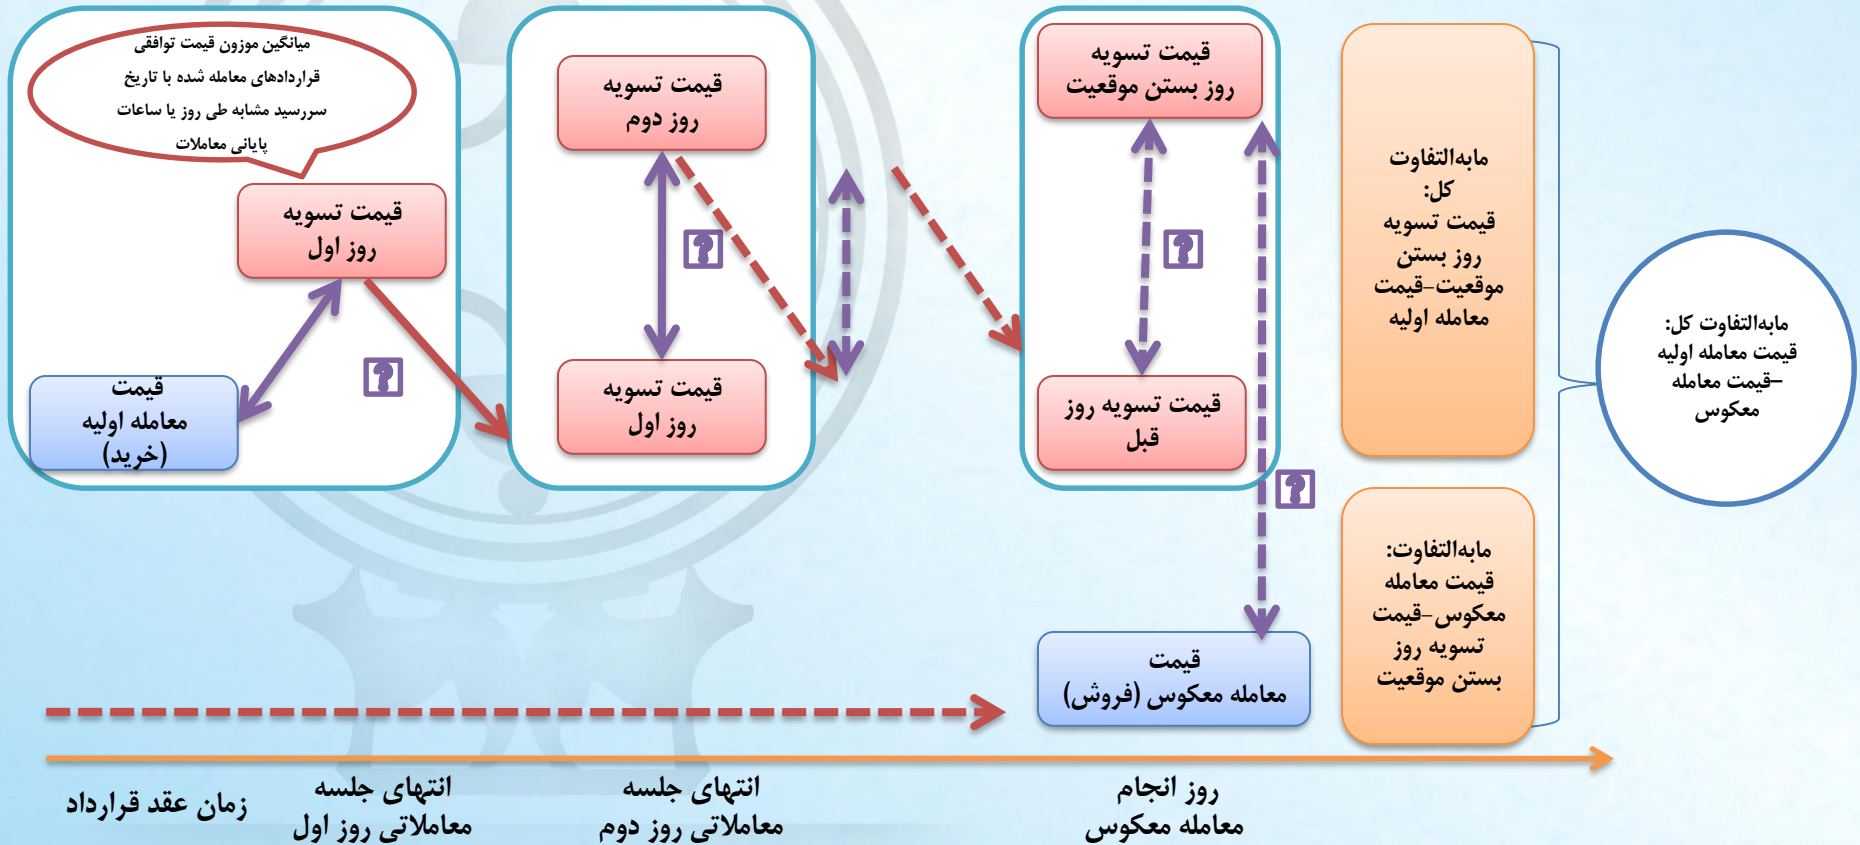 میانگین موزون قیمت توافقی
قراردادهای معامله شده با تاریخ
سررسید مشابه طی روز یا ساعات
پایانی معاملات
قیمت تسویه
روز اول
قیمت
معامله اولیه
(خرید)
?
قیمت تسویه
روز دوم
?
قیمت تسویه
روز اول
قیمت تسویه
روز بستن موقعیت
?
قیمت تسویه روز
قبل
?
قیمت
معامله معکوس (فروش)
مابه‌التفاوت
کل:
قیمت تسویه
روز بستن
موقعیت-قیمت
معامله اولیه
مابه‌التفاوت:
قیمت معامله
معکوس-قیمت
تسویه روز
بستن موقعیت
مابه‌التفاوت کل:
قیمت معامله اولیه
–قیمت معامله
معکوس
زمان عقد قرارداد
انتهای جلسه
معاملاتی روز اول
انتهای جلسه
معاملاتی روز دوم
روز انجام
معامله معکوس